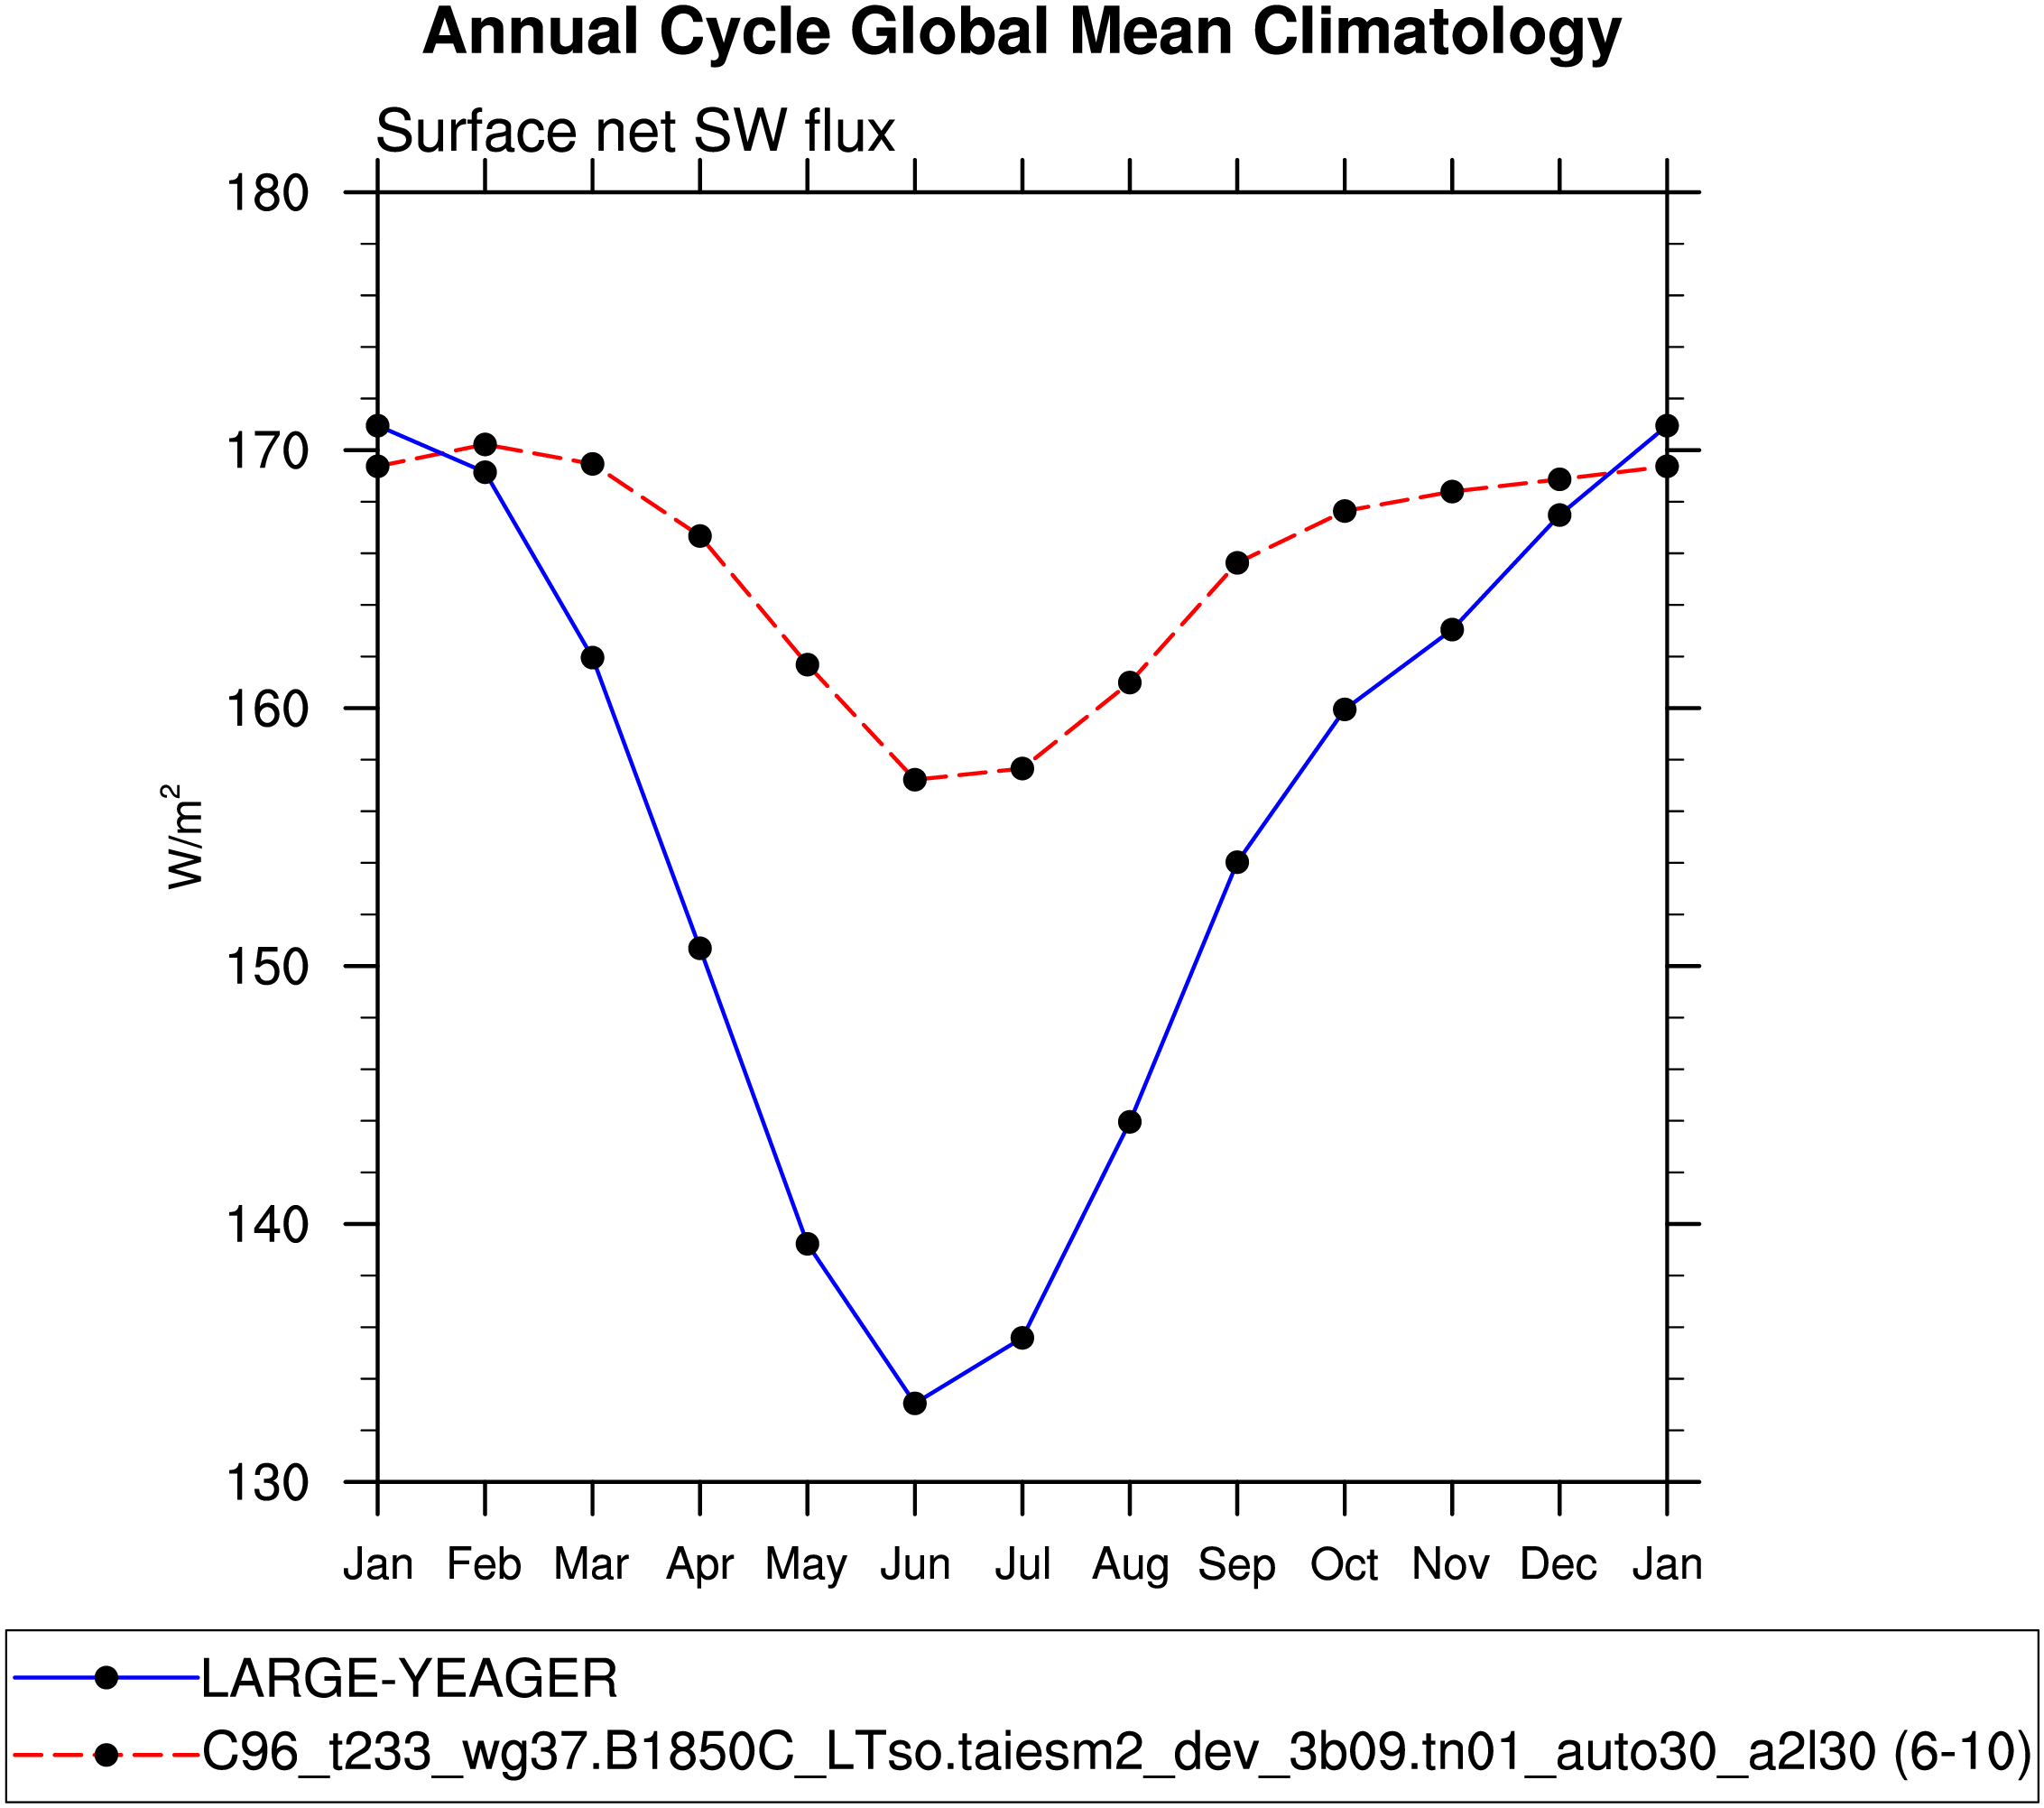 Annual Cycle Global Mean Climatology
Surface net SW flux
180
170
160
150
140
130
W/m²
Jan Feb Mar Apr May Jun Jul Aug Sep Oct Nov Dec Jan
LARGE-YEAGER
C96_t233_wg37.B1850C_LTso.taiesm2_dev_3b09.tn01_auto30_a2l30 (6-10)